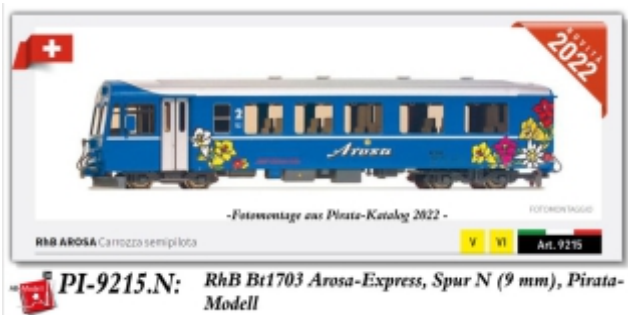 NOVITÀ
2022
2
Arosa
-Fotomontage aus Pirata-Katalog 2022 -
FOTOMONTAGGIO
RhB AROSA Carrozza semipilota
V VI Art. 9215
PI-9215.N: RhB Bt1703 Arosa-Express, Spur N (9 mm), Pirata-
Modell